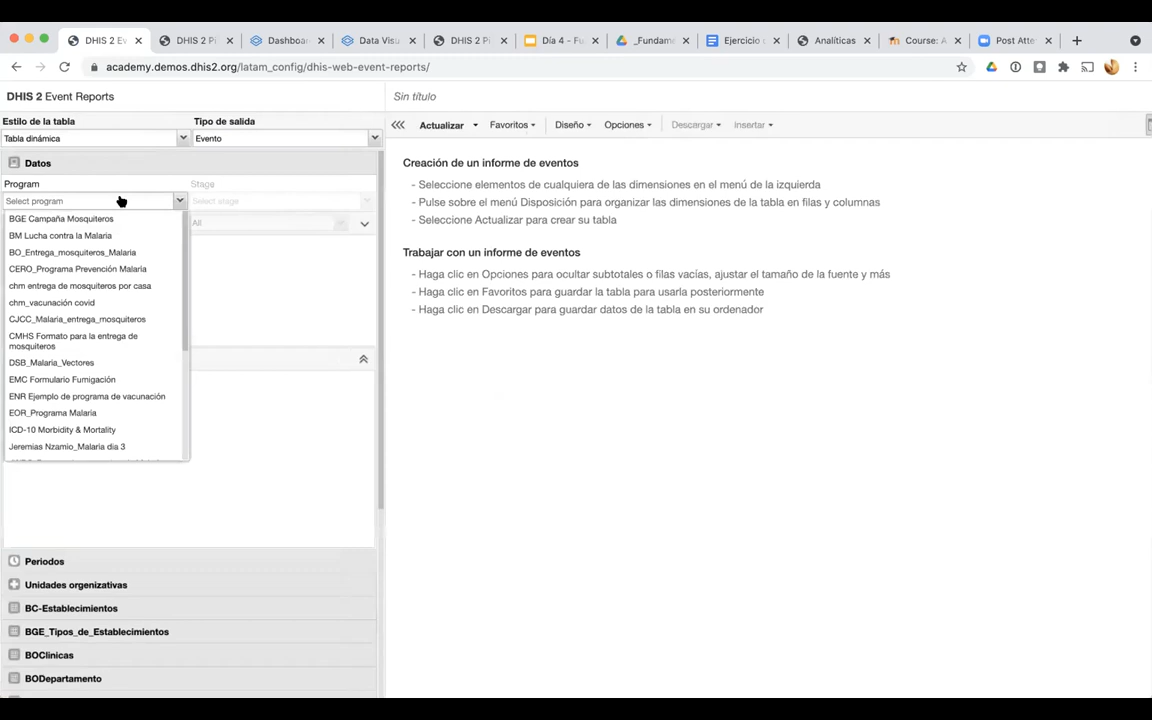 DHIS 2 Ev
DHIS 2 Pi
Dashboar
Data Visu
DHIS 2 Pi
Día 4 - Fu
_Fundame
Ejercicio c
Analíticas
Course: A
Post Atte
academy.demos.dhis2.org/latam_config/dhis-web-event-reports/
DHIS 2 Event Reports
Sin título
Estilo de la tabla
Tipo de salida
Tabla dinámica
Evento
Actualizar
Favoritos
Diseño
Opciones
Descargar
Insertar
Datos
Program
Stage
Select program
Select stage
All
BGE Campaña Mosquiteros
BM Lucha contra la Malaria
BO_Entrega_mosquiteros_Malaria
CERO_Programa Prevención Malaria
chm entrega de mosquiteros por casa
chm_vacunación covid
CJCC_Malaria_entrega_mosquiteros
CMHS Formato para la entrega de
mosquiteros
DSB_Malaria_Vectores
EMC Formulario Fumigación
ENR Ejemplo de programa de vacunación
EOR_Programa Malaria
ICD-10 Morbidity & Mortality
Jeremias Nzamio_Malaria dia 3
Creación de un informe de eventos
- Seleccione elementos de cualquiera de las dimensiones en el menú de la izquierda
- Pulse sobre el menú Disposición para organizar las dimensiones de la tabla en filas y columnas
- Seleccione Actualizar para crear su tabla
Trabajar con un informe de eventos
- Haga clic en Opciones para ocultar subtotales o filas vacías, ajustar el tamaño de la fuente y más
- Haga clic en Favoritos para guardar la tabla para usarla posteriormente
- Haga clic en Descargar para guardar datos de la tabla en su ordenador
Periodos
Unidades organizativas
BC-Establecimientos
BGE_Tipos_de_Establecimientos
BOClinicas
BODepartamento